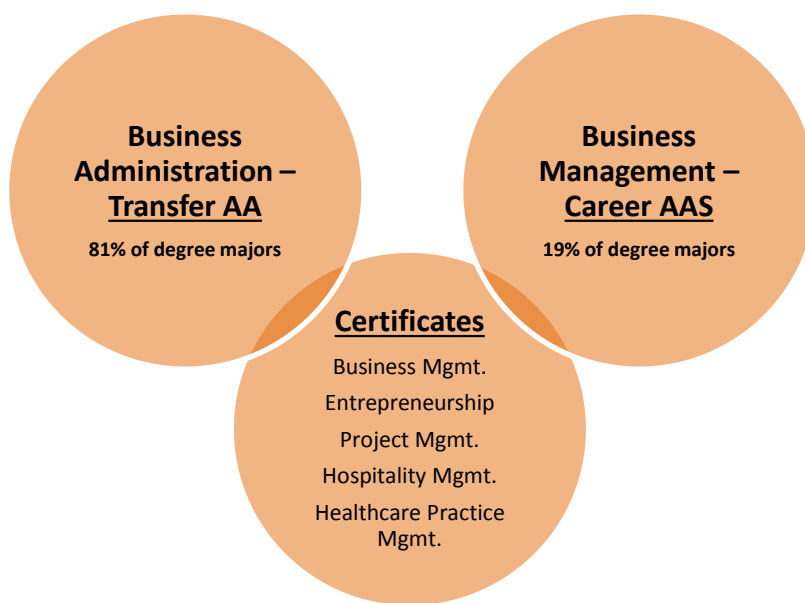 Business
Administration –
Transfer AA
81% of degree majors
Business
Management –
Career AAS
19% of degree majors
Certificates
Business Mgmt.
Entrepreneurship
Project Mgmt.
Hospitality Mgmt.
Healthcare Practice
Mgmt.